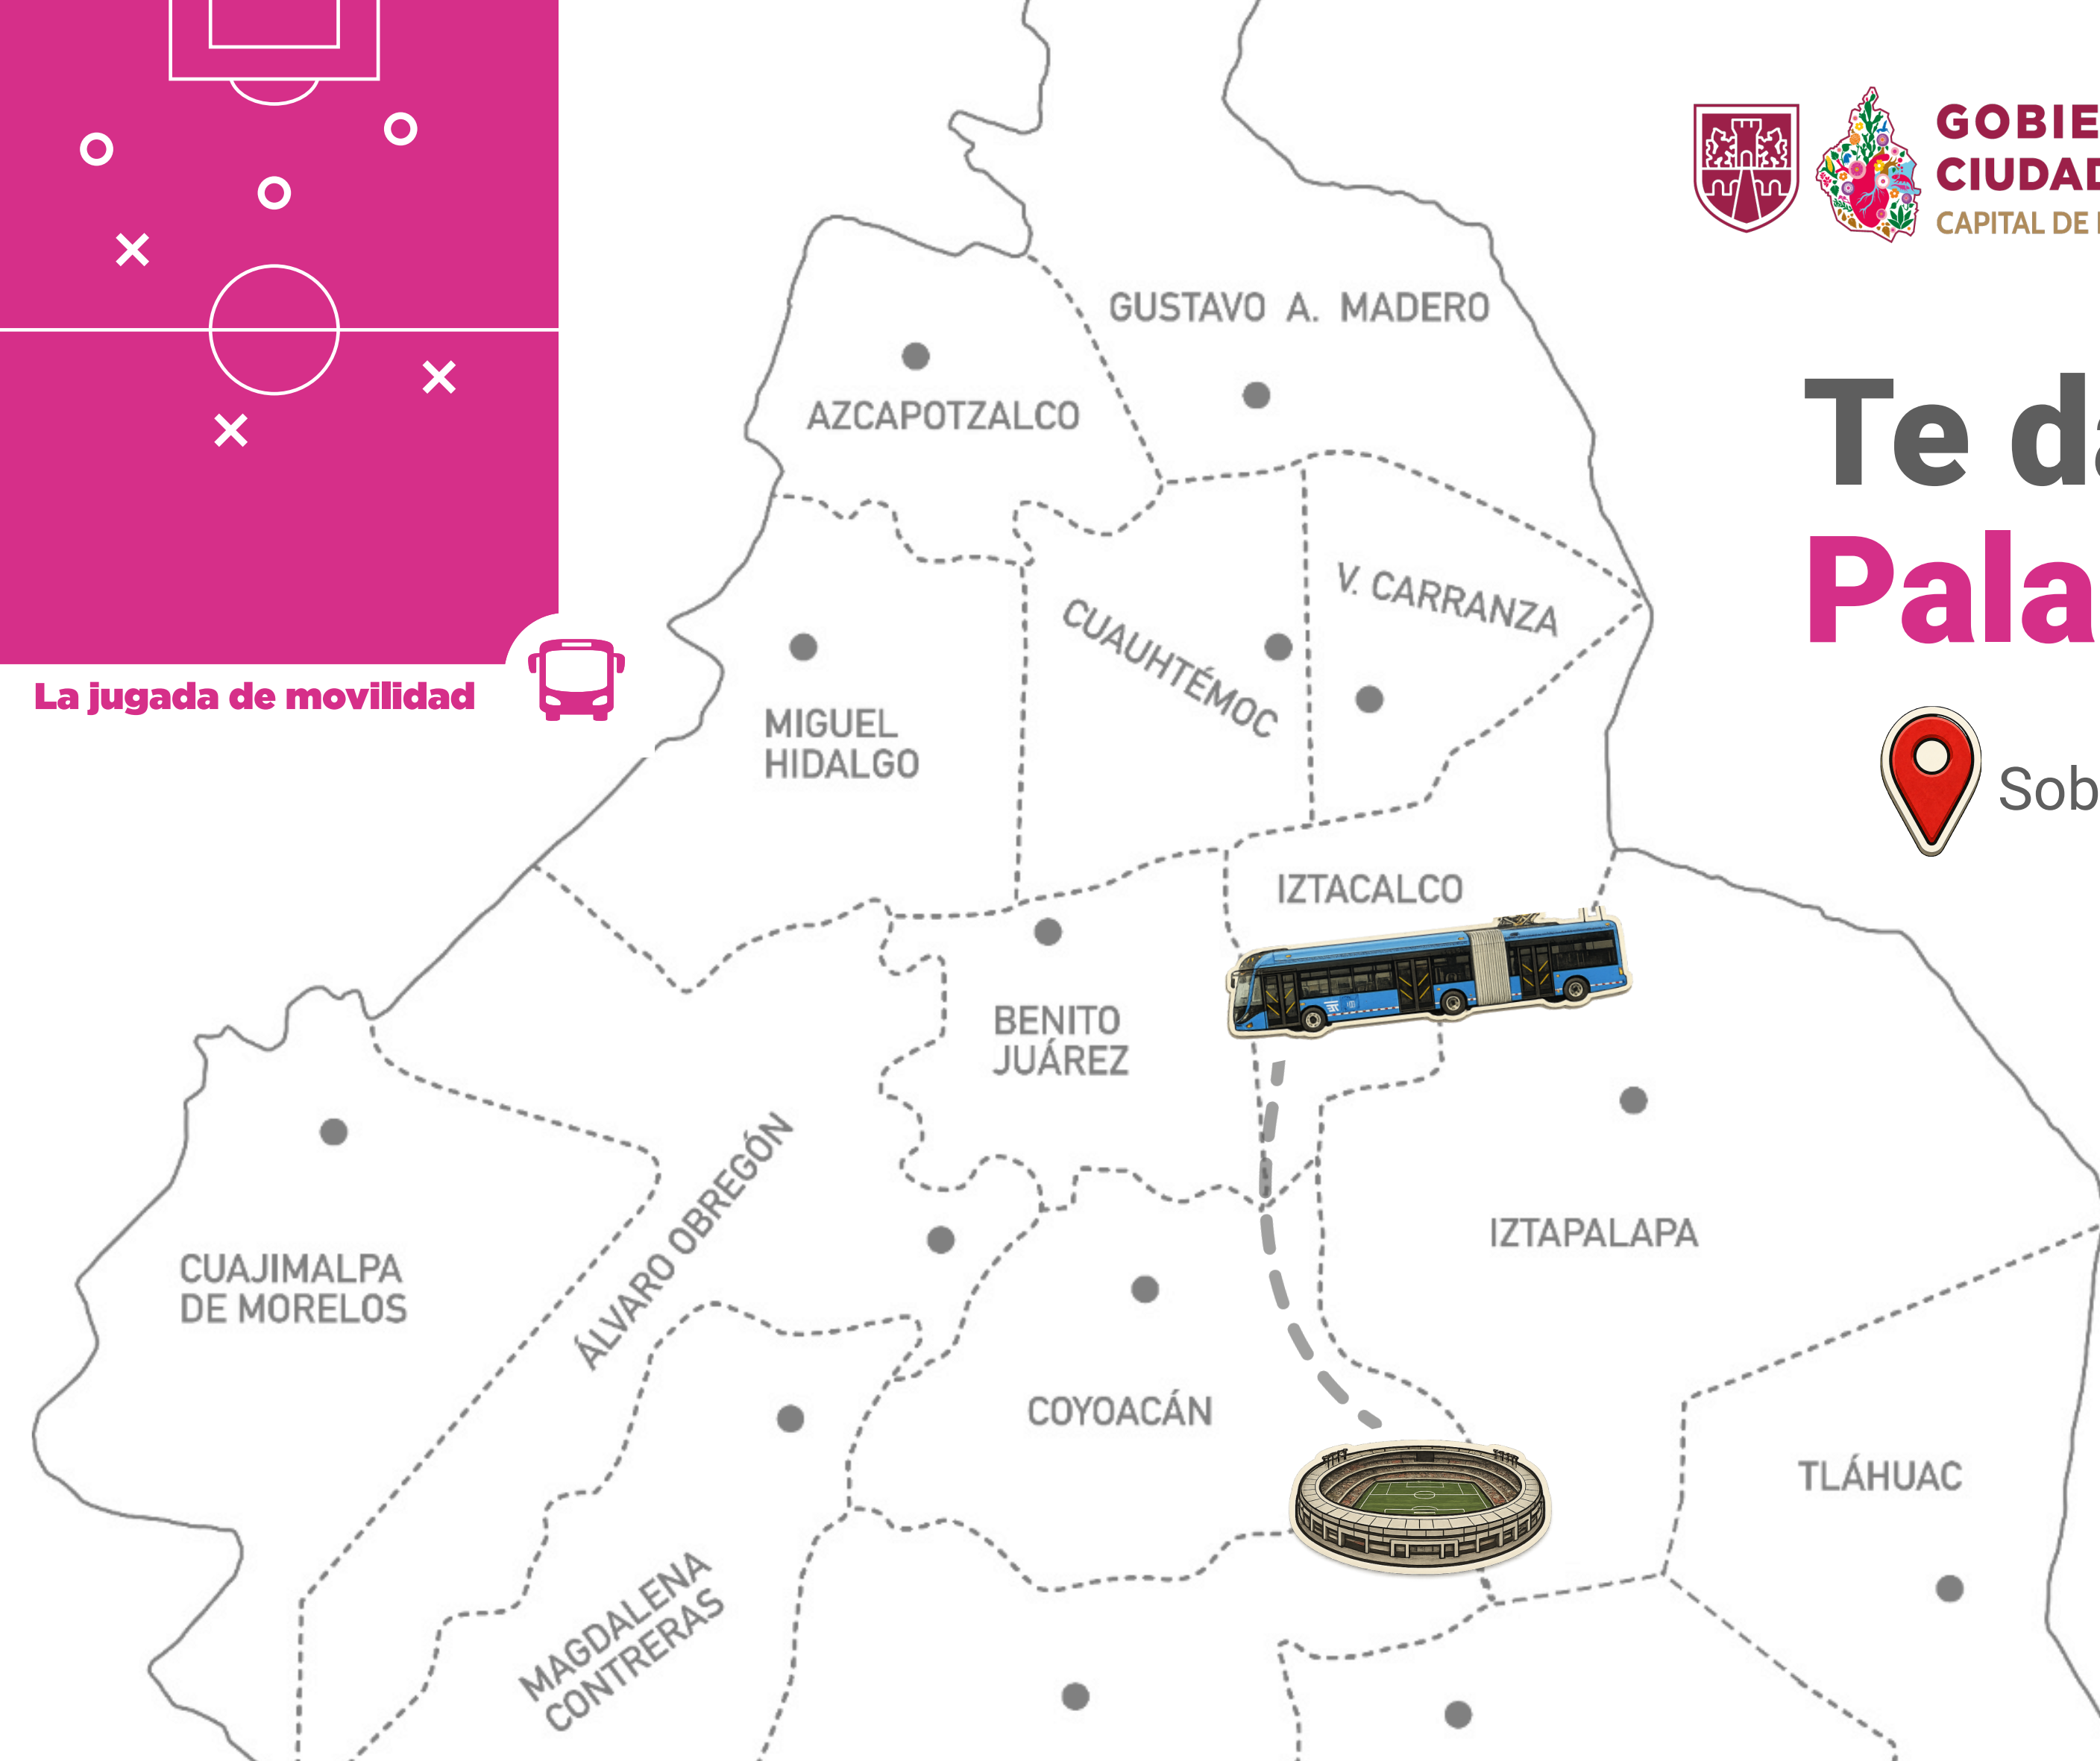 GOBIE
CIUDAD
CAPITAL DE
GUSTAVO A. MADERO
AZCAPOTZALCO
Te da
Pala
V. CARRANZA
CUAUHTÉMOC
La jugada de movilidad
MIGUEL
HIDALGO
Sob
IZTACALCO
BENITO
JUÁREZ
ÁLVARO OBREGÓN
IZTAPALAPA
CUAJIMALPA
DE MORELOS
COYOACÁN
TLÁHUAC
MAGDALENA
CONTRERAS